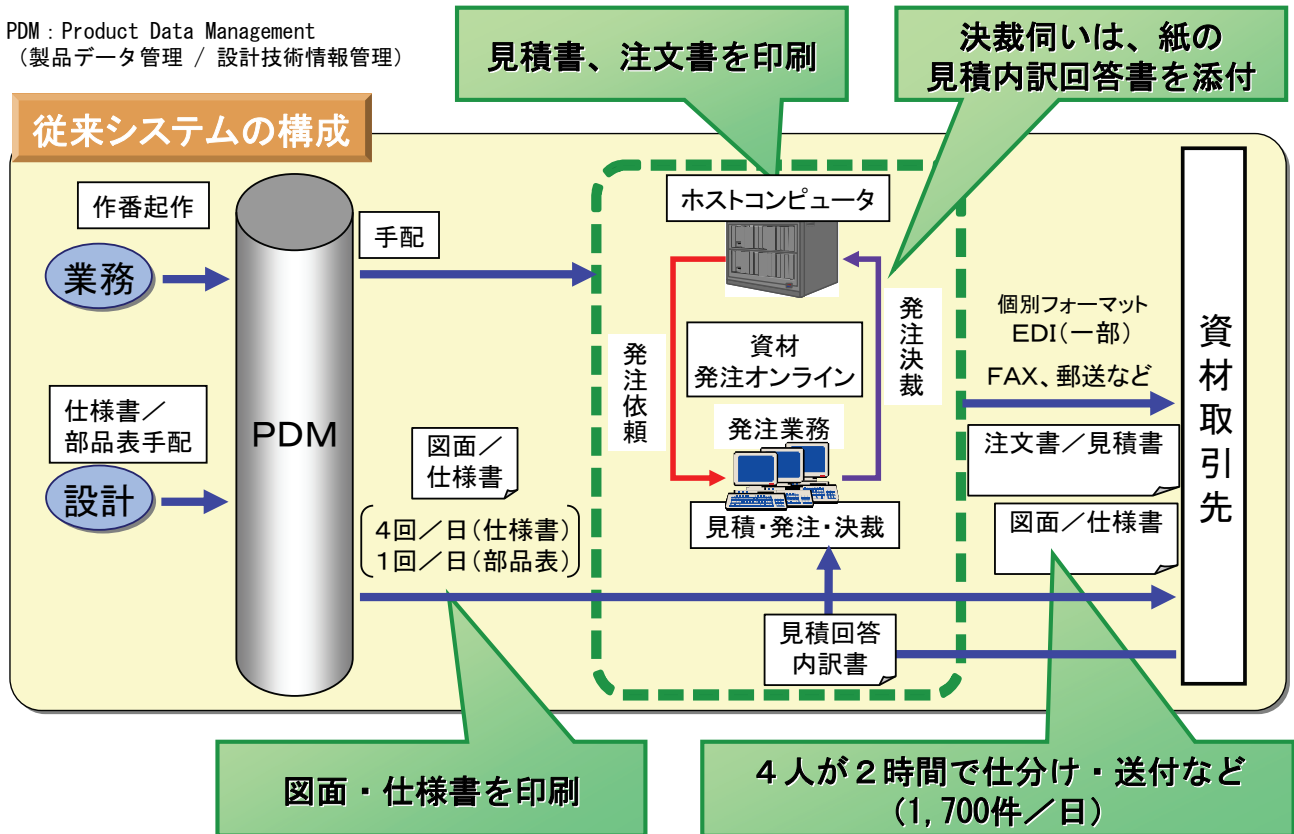 PDM：Product Data Management
（製品データ管理 / 設計技術情報管理）
見積書、注文書を印刷
決裁伺いは、紙の
見積内訳回答書を添付
従来システムの構成
作番起作
業務
仕様書／
部品表手配
設計
PDM
手配
図面／
仕様書
4回／日（仕様書）
1回／日（部品表）
ホストコンピュータ
発注依頼
資材
発注オンライン
発注決裁
発注業務
見積・発注・決裁
見積回答
内訳書
個別フォーマット
EDI（一部）
FAX、郵送など
注文書／見積書
図面／仕様書
資材取引先
図面・仕様書を印刷
４人が２時間で仕分け・送付など
（1,700件／日）